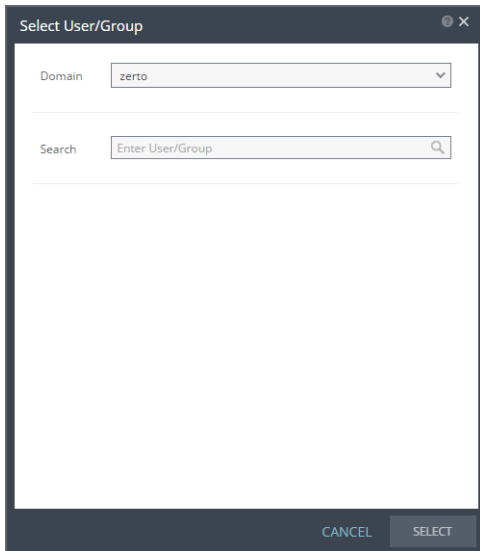 Select User/Group
Domain zerto
Search Enter User/Group
CANCEL SELECT